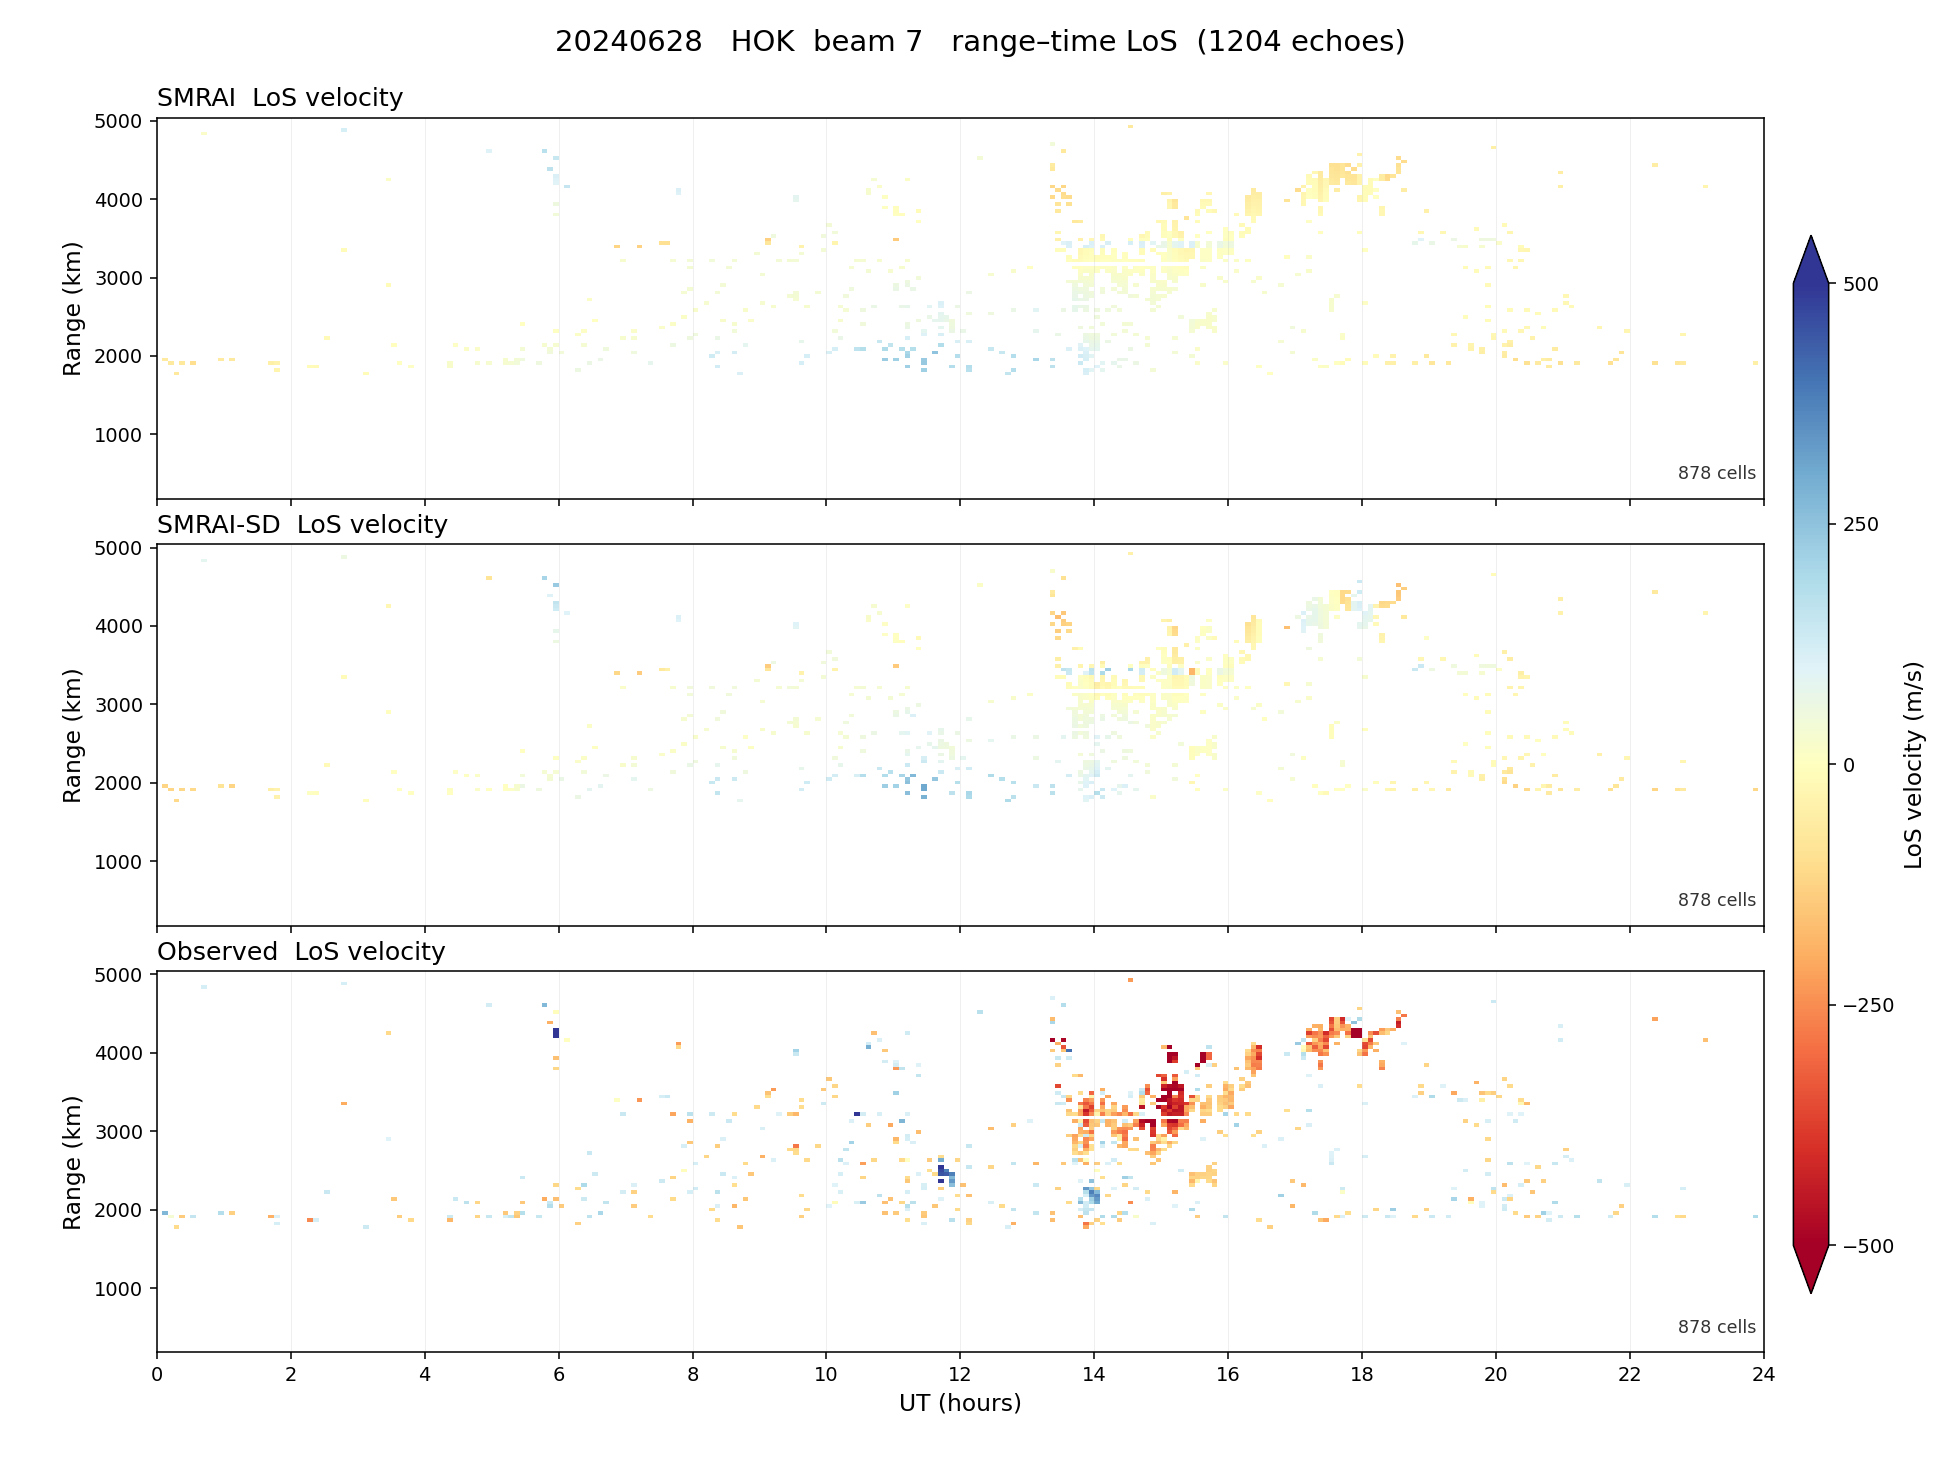 20240628   HOK  beam 7   range–time LoS  (1204 echoes)
SMRAI  LoS velocity
5000
4000
3000
2000
1000
Range (km)
878 cells
SMRAI-SD  LoS velocity
5000
4000
3000
2000
1000
Range (km)
878 cells
Observed  LoS velocity
5000
4000
3000
2000
1000
Range (km)
878 cells
0 2 4 6 8 10 12 14 16 18 20 22 24
UT (hours)
500
250
0
−250
−500
LoS velocity (m/s)